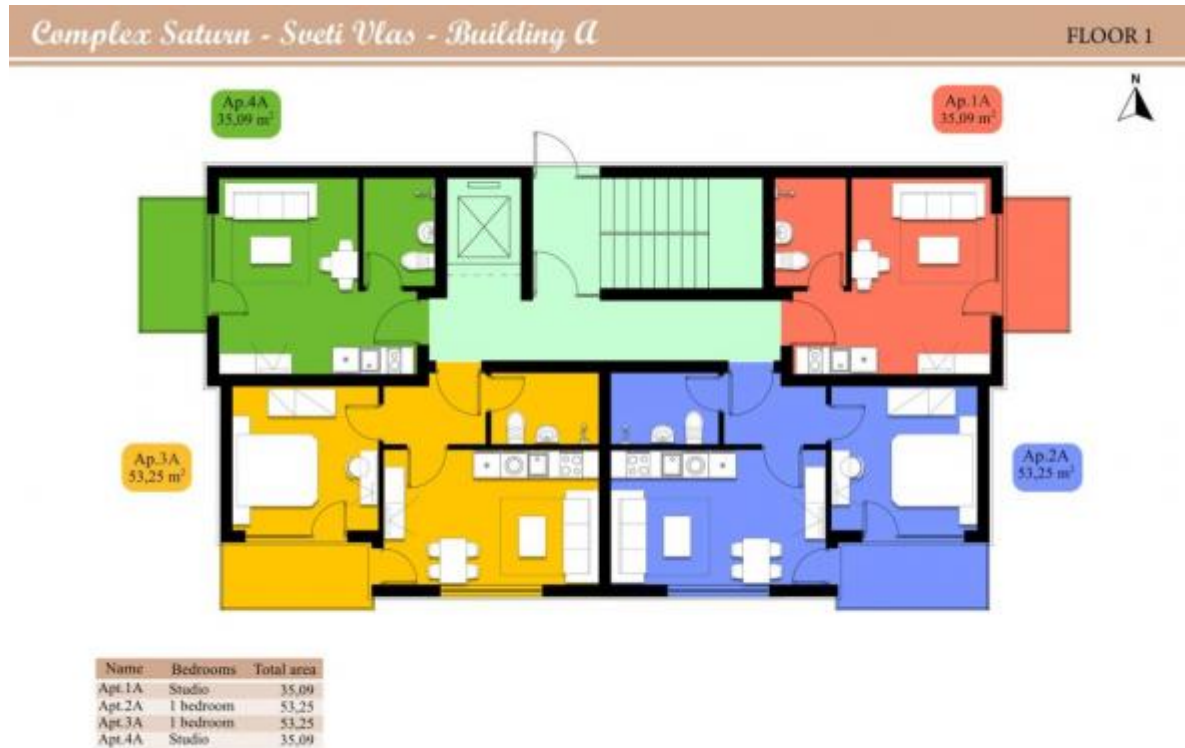 Complex Saturn - Sveti Vlas - Building A
FLOOR 1
N
Ap.4A
35,09 m²
Ap.1A
35,09 m²
Ap.3A
53,25 m²
Ap.2A
53,25 m²
Name Bedrooms Total area
Apt.1A Studio 35,09
Apt.2A 1 bedroom 53,25
Apt.3A 1 bedroom 53,25
Apt.4A Studio 35,09